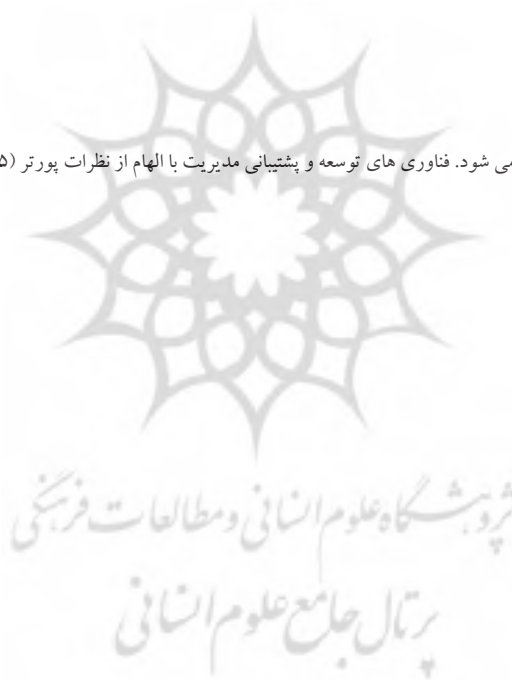 می شود. فناوری های توسعه و پشتیبانی مدیریت با الهام از نظرات پورتر (۵
پژوهشگاه علوم انسانی و مطالعات فرهنگی
پرتال جامع علوم انسانی